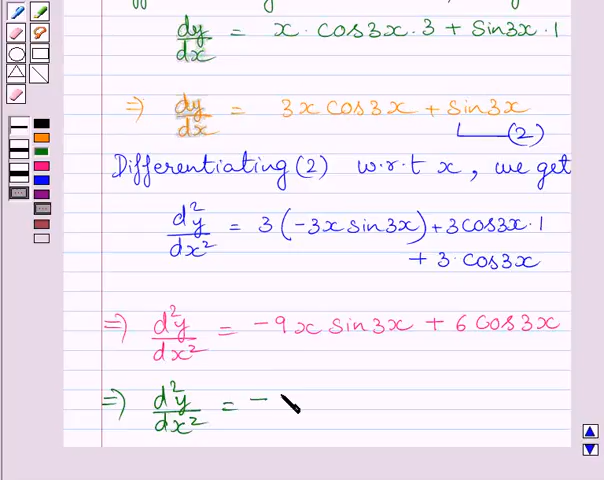 dy/dx = x · cos3x · 3 + Sin3x · 1
⇒ dy/dx = 3x cos3x + sin3x
(2)
Differentiating (2) w.r.t x, we get
d²y/dx² = 3(-3x sin3x) + 3cos3x · 1
+ 3 · cos3x
⇒ d²y/dx² = -9x sin3x + 6 cos3x
⇒ d²y/dx² = -